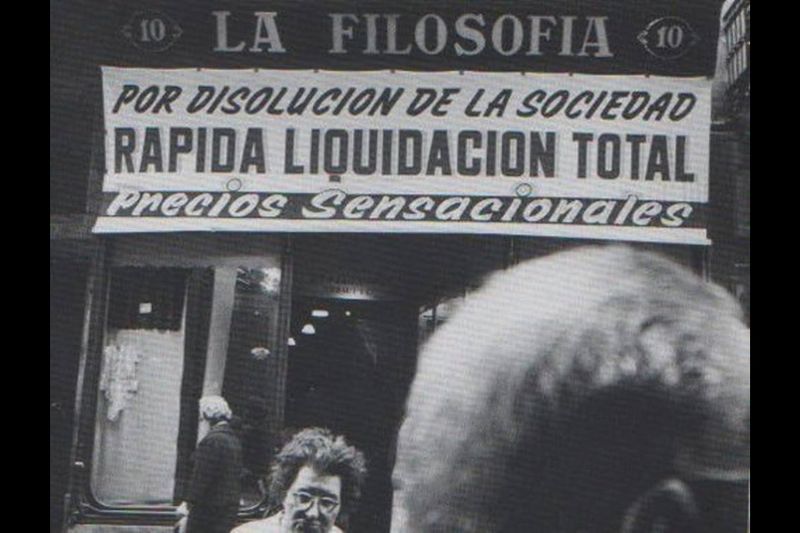 10 LA FILOSOFIA 10
POR DISOLUCION DE LA SOCIEDAD
RAPIDA LIQUIDACION TOTAL
Precios Sensacionales